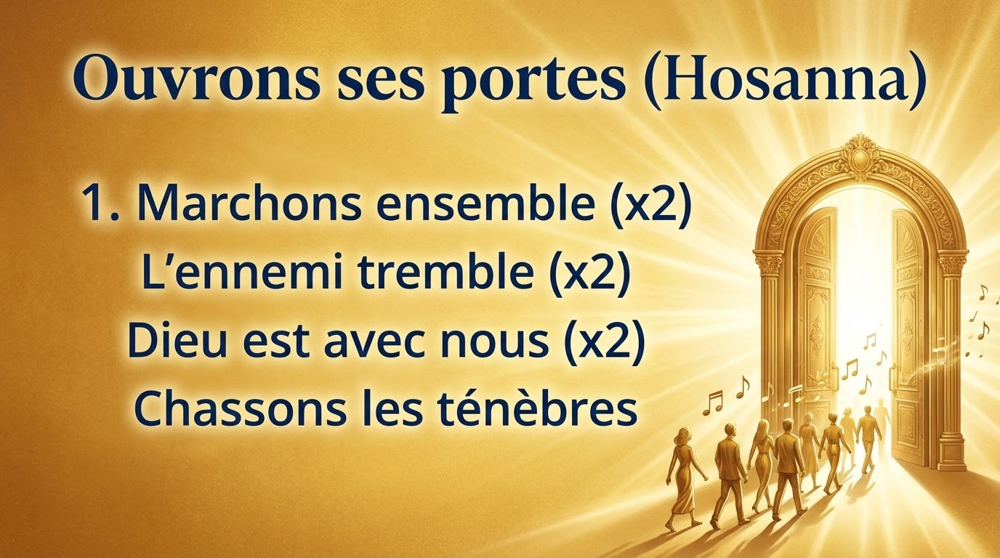 Ouvrons ses portes (Hosanna)
1. Marchons ensemble (x2)
L’ennemi tremble (x2)
Dieu est avec nous (x2)
Chassons les ténèbres